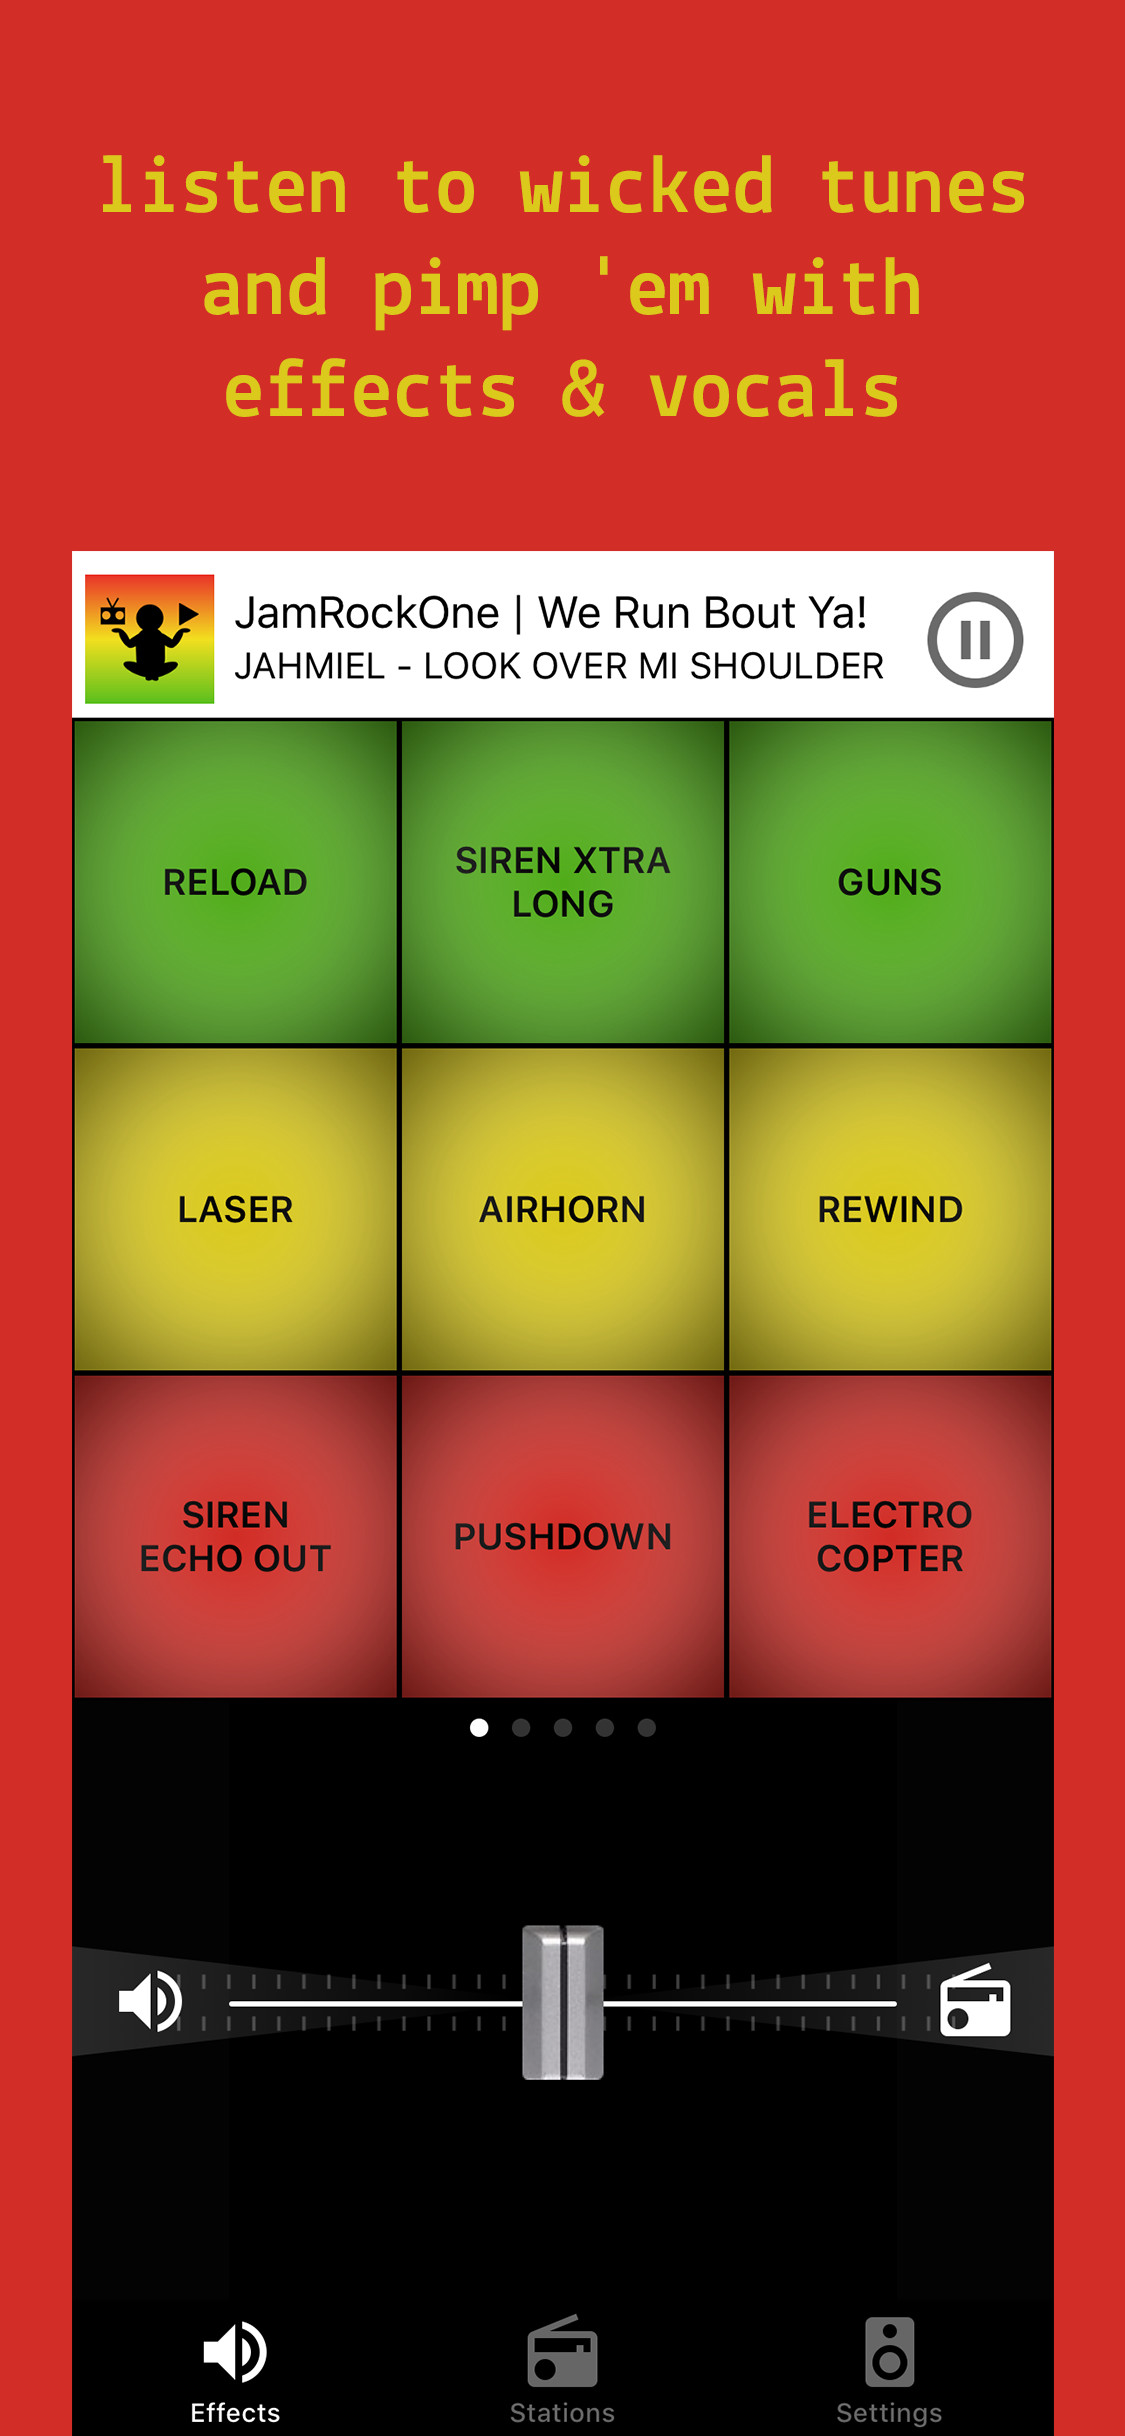 listen to wicked tunes
and pimp 'em with
effects & vocals
JamRockOne | We Run Bout Ya!
JAHMIEL - LOOK OVER MI SHOULDER
RELOAD
SIREN XTRA
LONG
GUNS
LASER
AIRHORN
REWIND
SIREN
ECHO OUT
PUSHDOWN
ELECTRO
COPTER
Effects
Stations
Settings